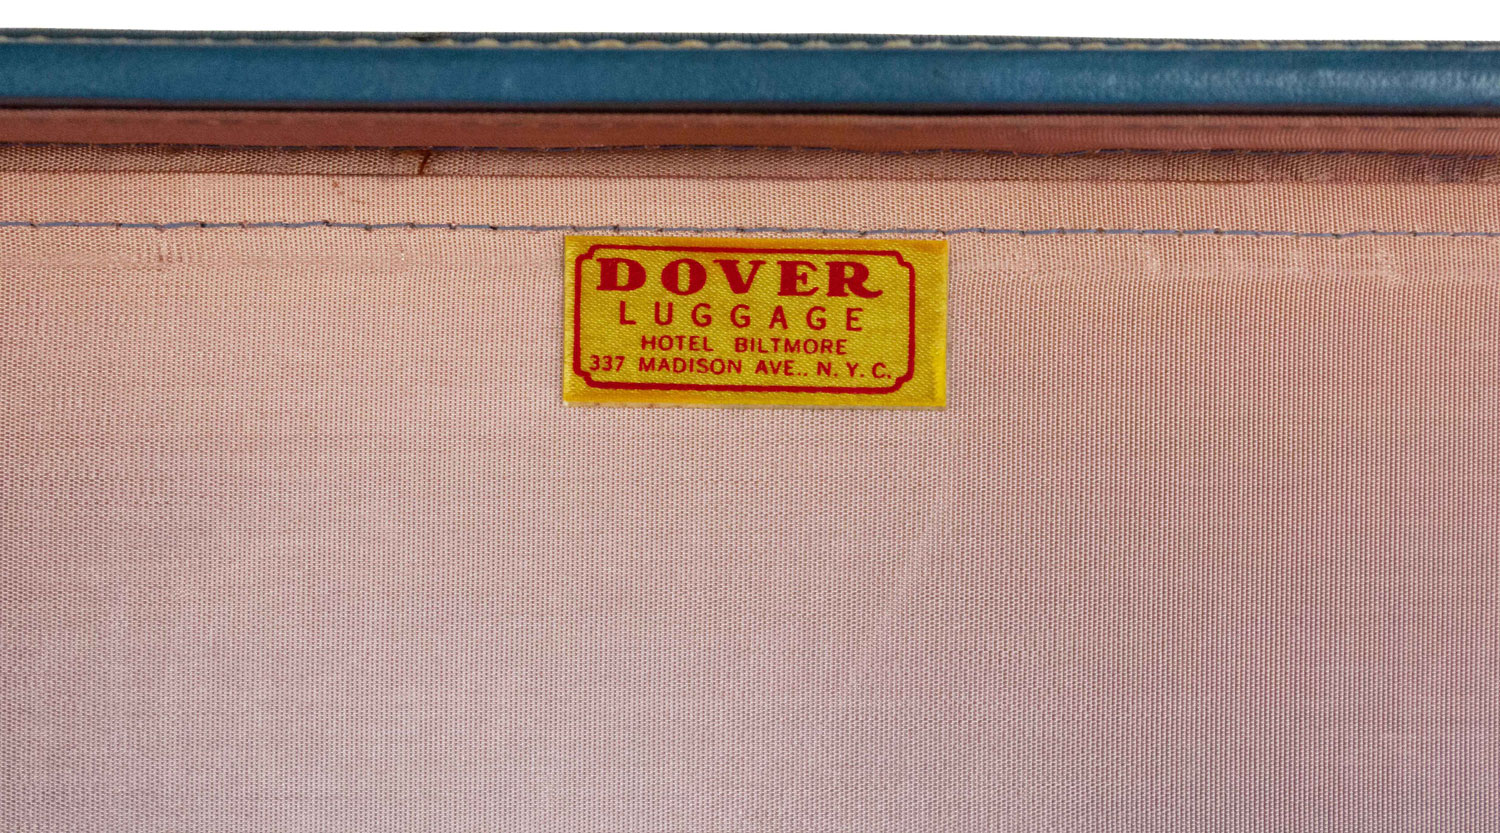 DOVER
LUGGAGE
HOTEL BILTMORE
337 MADISON AVE.. N. Y. C.